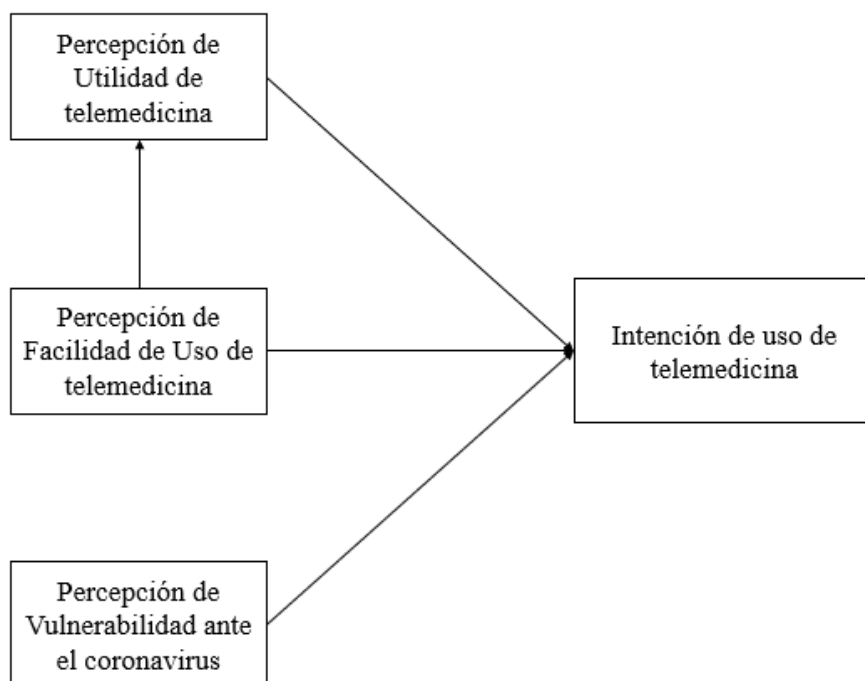 Percepción de
Utilidad de
telemedicina
Percepción de
Facilidad de Uso de
telemedicina
Intención de uso de
telemedicina
Percepción de
Vulnerabilidad ante
el coronavirus